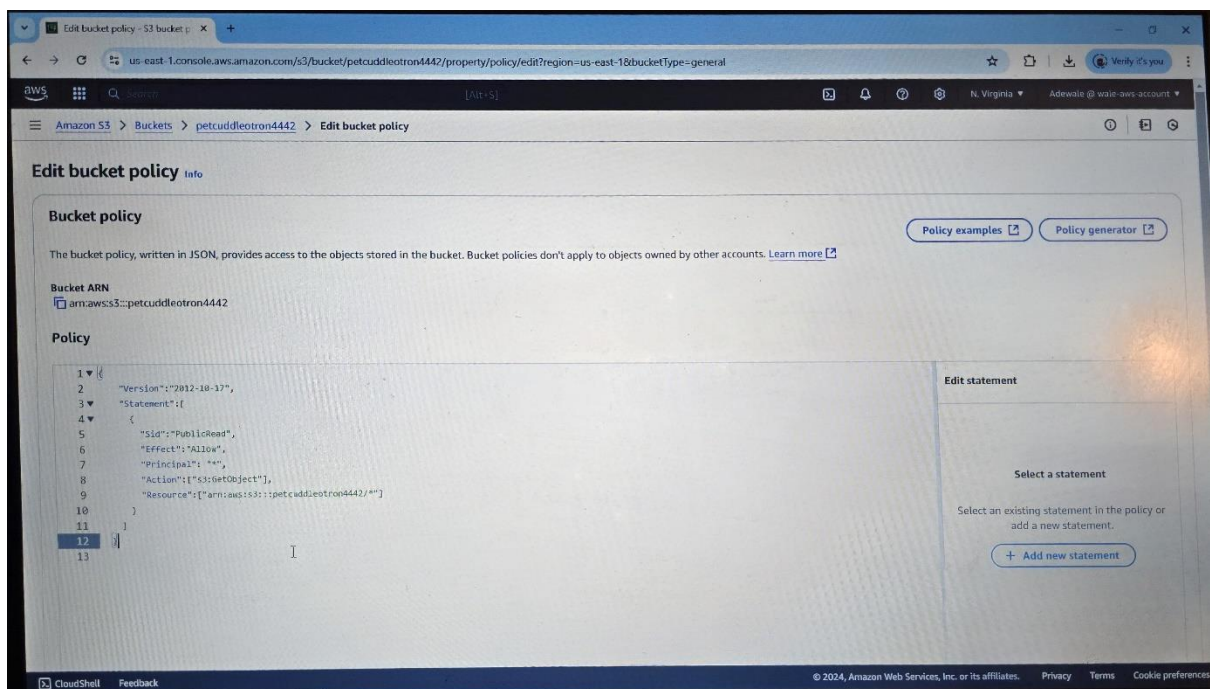 Edit bucket policy - S3 bucket p
us-east-1.console.aws.amazon.com/s3/bucket/petcuddleotron4442/property/policy/edit?region=us-east-1&bucketType=general
Verify it's you
aws
Search
[Alt+S]
N. Virginia
Adewale @ wale-aws-account
Amazon S3 > Buckets > petcuddleotron4442 > Edit bucket policy
Edit bucket policy Info
Bucket policy
Policy examples
Policy generator
The bucket policy, written in JSON, provides access to the objects stored in the bucket. Bucket policies don't apply to objects owned by other accounts. Learn more
Bucket ARN
arn:aws:s3:::petcuddleotron4442
Policy
1 {
2 "Version":"2012-10-17",
3 "Statement":[
4 {
5 "Sid":"PublicRead",
6 "Effect":"Allow",
7 "Principal": "*",
8 "Action":["s3:GetObject"],
9 "Resource":["arn:aws:s3:::petcuddleotron4442/*"]
10 }
11 ]
12 }
13
Edit statement
Select a statement
Select an existing statement in the policy or
add a new statement.
+ Add new statement
CloudShell
Feedback
© 2024, Amazon Web Services, Inc. or its affiliates.
Privacy
Terms
Cookie preferences